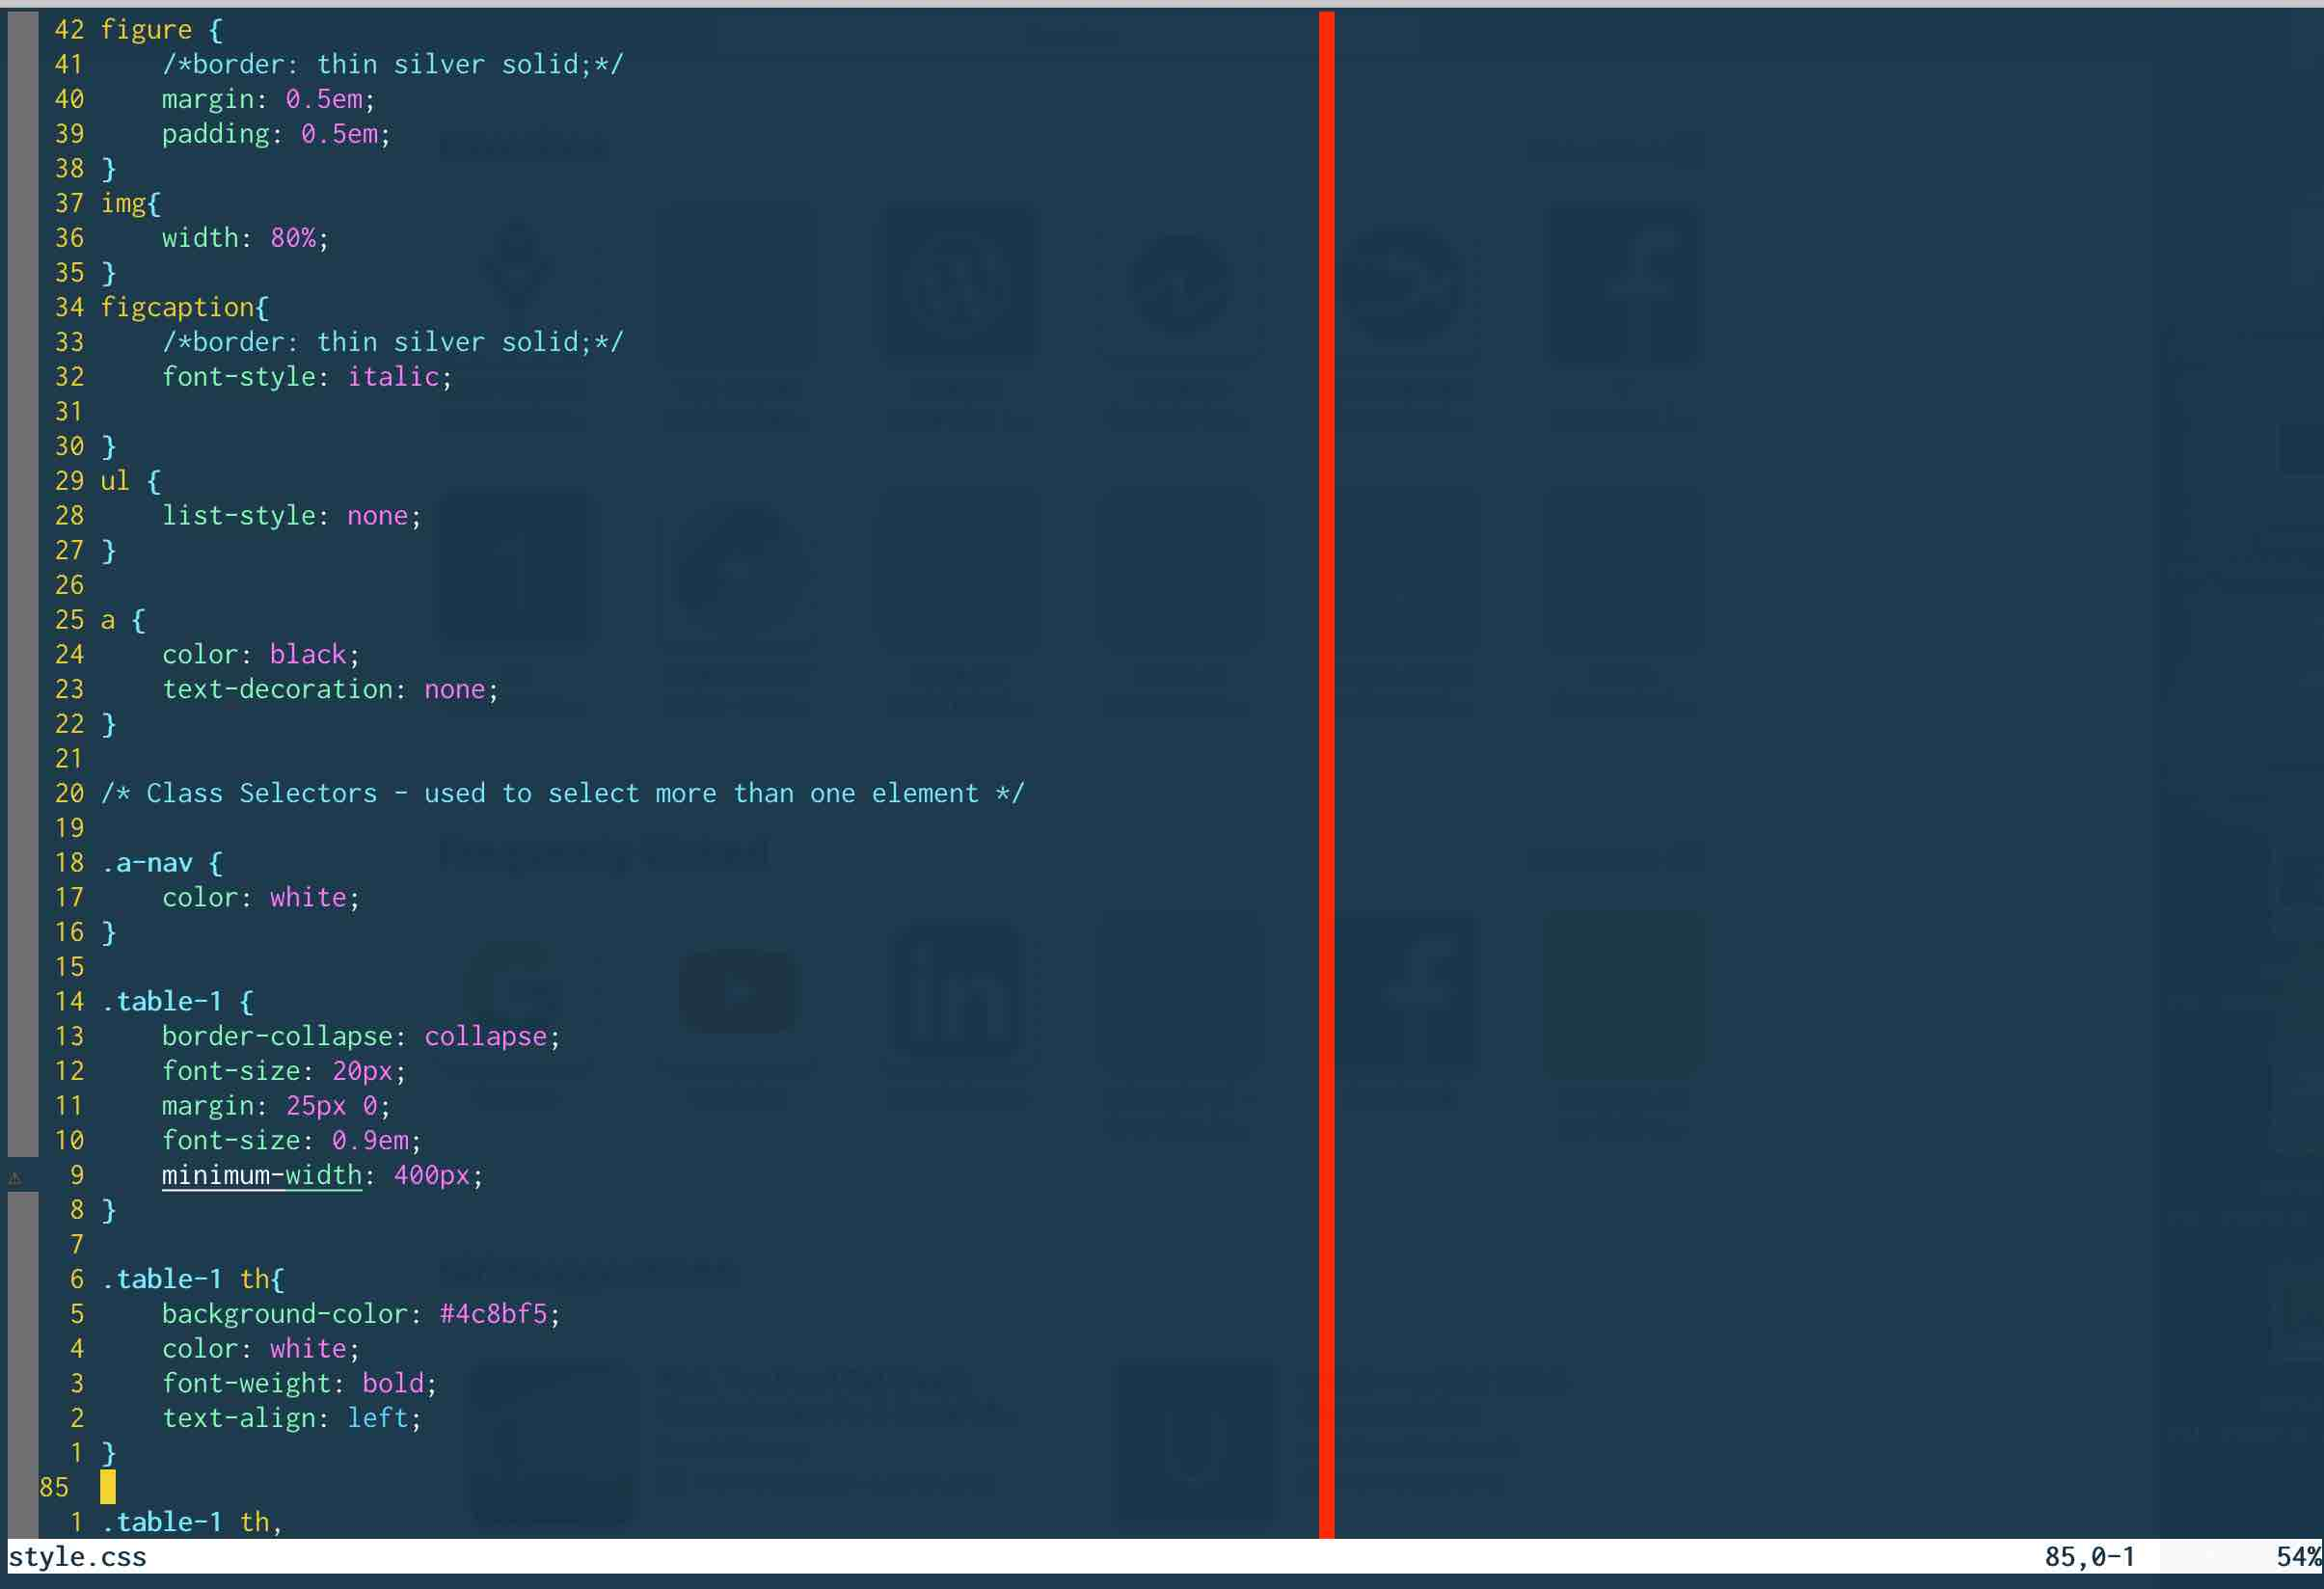 42 figure {
41     /*border: thin silver solid;*/
40     margin: 0.5em;
39     padding: 0.5em;
38 }
37 img{
36     width: 80%;
35 }
34 figcaption{
33     /*border: thin silver solid;*/
32     font-style: italic;
31
30 }
29 ul {
28     list-style: none;
27 }
26
25 a {
24     color: black;
23     text-decoration: none;
22 }
21
20 /* Class Selectors - used to select more than one element */
19
18 .a-nav {
17     color: white;
16 }
15
14 .table-1 {
13     border-collapse: collapse;
12     font-size: 20px;
11     margin: 25px 0;
10     font-size: 0.9em;
⚠ 9     minimum-width: 400px;
8 }
7
6 .table-1 th{
5     background-color: #4c8bf5;
4     color: white;
3     font-weight: bold;
2     text-align: left;
1 }
85
1 .table-1 th,
style.css 85,0-1 54%